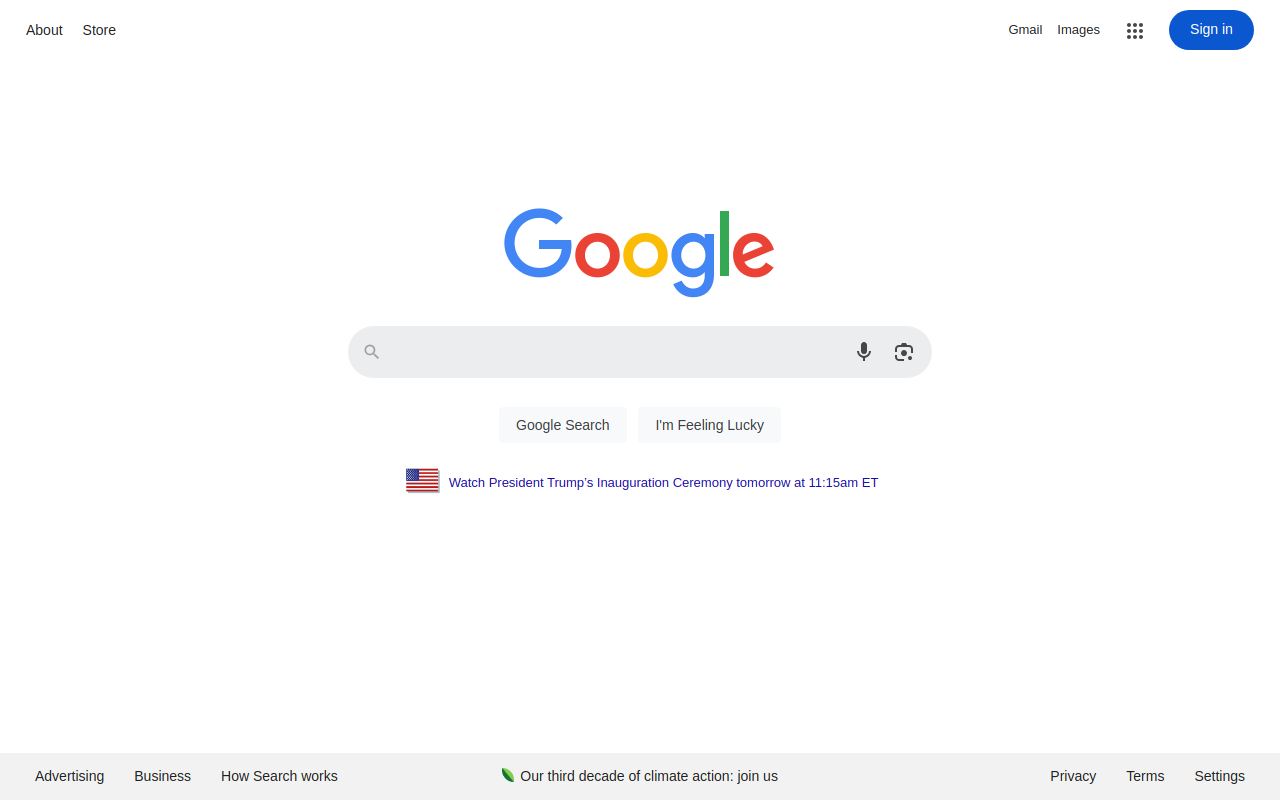 About Store Gmail Images Sign in
Google
Google Search I'm Feeling Lucky
Watch President Trump’s Inauguration Ceremony tomorrow at 11:15am ET
Advertising Business How Search works Our third decade of climate action: join us Privacy Terms Settings